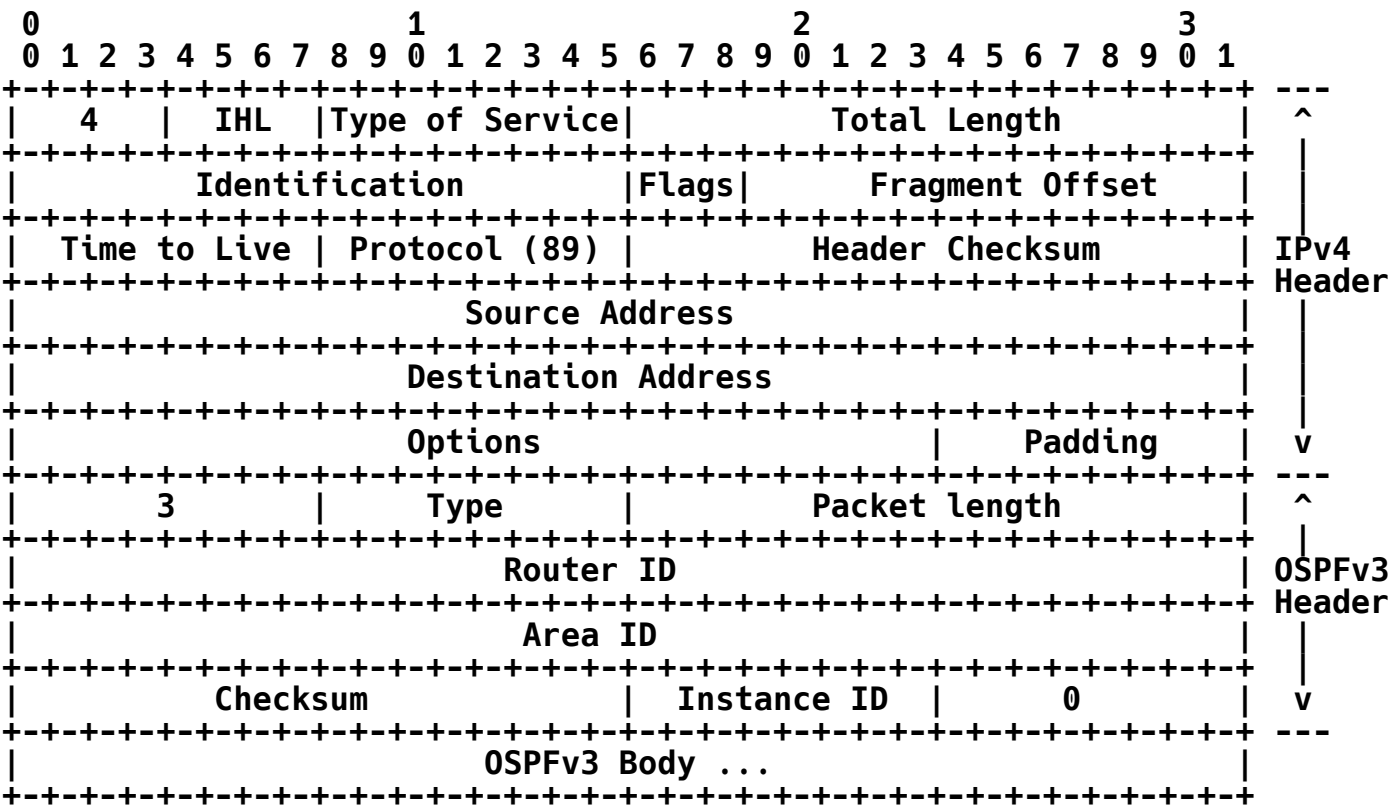 0                   1                   2                   3
 0 1 2 3 4 5 6 7 8 9 0 1 2 3 4 5 6 7 8 9 0 1 2 3 4 5 6 7 8 9 0 1
+-+-+-+-+-+-+-+-+-+-+-+-+-+-+-+-+-+-+-+-+-+-+-+-+-+-+-+-+-+-+-+-+ ---
|   4   |  IHL  |Type of Service|          Total Length         |  ^
+-+-+-+-+-+-+-+-+-+-+-+-+-+-+-+-+-+-+-+-+-+-+-+-+-+-+-+-+-+-+-+-+  |
|         Identification        |Flags|      Fragment Offset    |  |
+-+-+-+-+-+-+-+-+-+-+-+-+-+-+-+-+-+-+-+-+-+-+-+-+-+-+-+-+-+-+-+-+  |
|  Time to Live | Protocol (89) |         Header Checksum       | IPv4
+-+-+-+-+-+-+-+-+-+-+-+-+-+-+-+-+-+-+-+-+-+-+-+-+-+-+-+-+-+-+-+-+ Header
|                       Source Address                          |  |
+-+-+-+-+-+-+-+-+-+-+-+-+-+-+-+-+-+-+-+-+-+-+-+-+-+-+-+-+-+-+-+-+  |
|                    Destination Address                        |  |
+-+-+-+-+-+-+-+-+-+-+-+-+-+-+-+-+-+-+-+-+-+-+-+-+-+-+-+-+-+-+-+-+  |
|                    Options                    |    Padding    |  v
+-+-+-+-+-+-+-+-+-+-+-+-+-+-+-+-+-+-+-+-+-+-+-+-+-+-+-+-+-+-+-+-+ ---
|       3       |     Type      |         Packet length         |  ^
+-+-+-+-+-+-+-+-+-+-+-+-+-+-+-+-+-+-+-+-+-+-+-+-+-+-+-+-+-+-+-+-+  |
|                         Router ID                             | OSPFv3
+-+-+-+-+-+-+-+-+-+-+-+-+-+-+-+-+-+-+-+-+-+-+-+-+-+-+-+-+-+-+-+-+ Header
|                          Area ID                              |  |
+-+-+-+-+-+-+-+-+-+-+-+-+-+-+-+-+-+-+-+-+-+-+-+-+-+-+-+-+-+-+-+-+  |
|          Checksum             |  Instance ID  |      0        |  v
+-+-+-+-+-+-+-+-+-+-+-+-+-+-+-+-+-+-+-+-+-+-+-+-+-+-+-+-+-+-+-+-+ ---
|                        OSPFv3 Body ...                        |
+-+-+-+-+-+-+-+-+-+-+-+-+-+-+-+-+-+-+-+-+-+-+-+-+-+-+-+-+-+-+-+-+